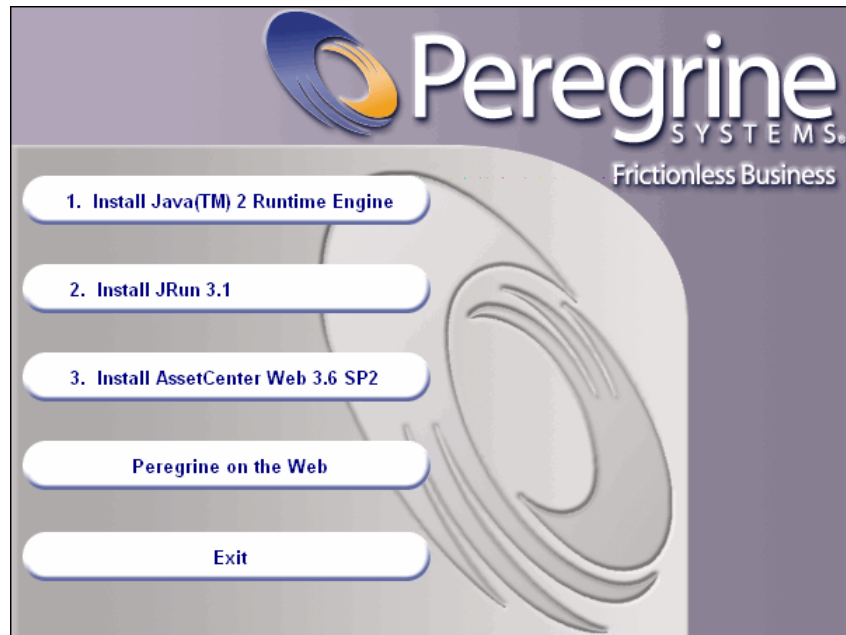 Peregrine
SYSTEMS®
Frictionless Business
1. Install Java(TM) 2 Runtime Engine
2. Install JRun 3.1
3. Install AssetCenter Web 3.6 SP2
Peregrine on the Web
Exit